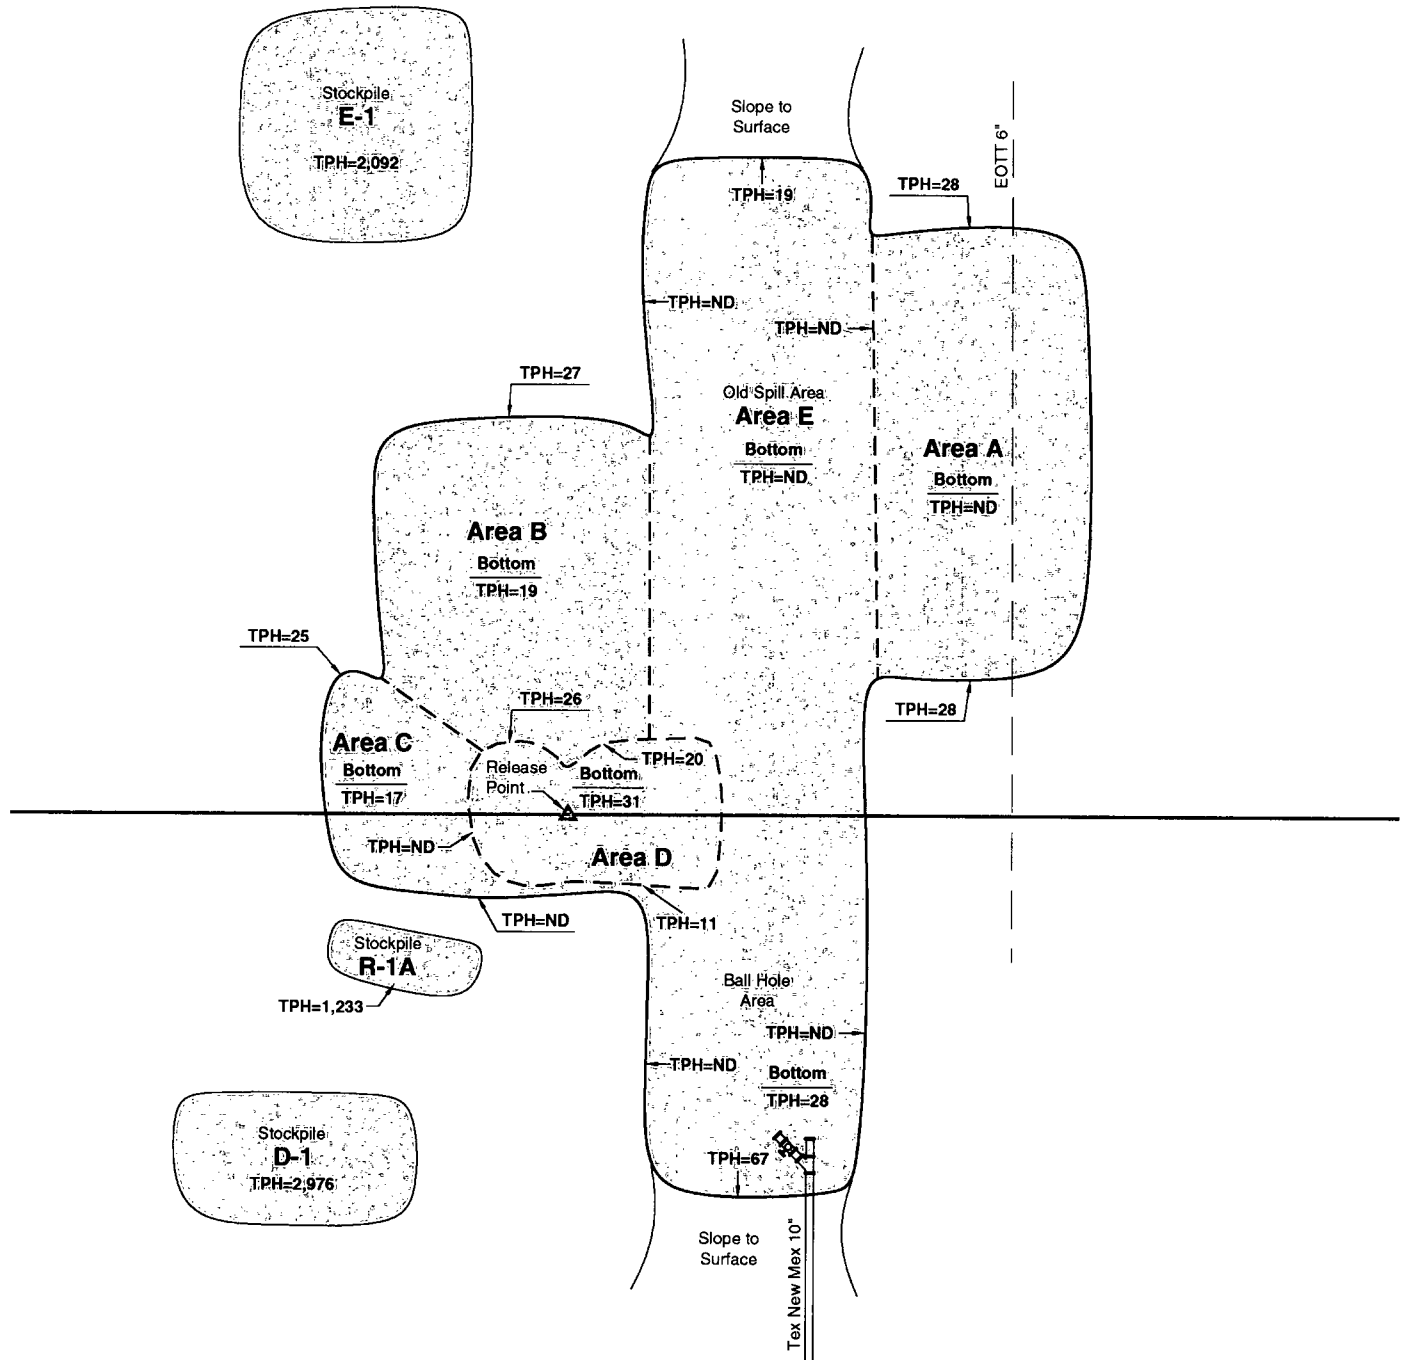 Stockpile
E-1
TPH=2,092
Slope to
Surface
EOTT 6"
TPH=19
TPH=28
TPH=ND
TPH=ND
TPH=27
Old Spill Area
Area E
Bottom
TPH=ND
Area A
Bottom
TPH=ND
Area B
Bottom
TPH=19
TPH=25
TPH=26
TPH=28
Area C
Bottom
TPH=17
Release
Point
TPH=20
Bottom
TPH=31
TPH=ND
Area D
TPH=ND
TPH=11
Stockpile
R-1A
TPH=1,233
Ball Hole
Area
TPH=ND
TPH=ND
Bottom
TPH=28
Stockpile
D-1
TPH=2,976
TPH=67
Slope to
Surface
Tex New Mex 10"